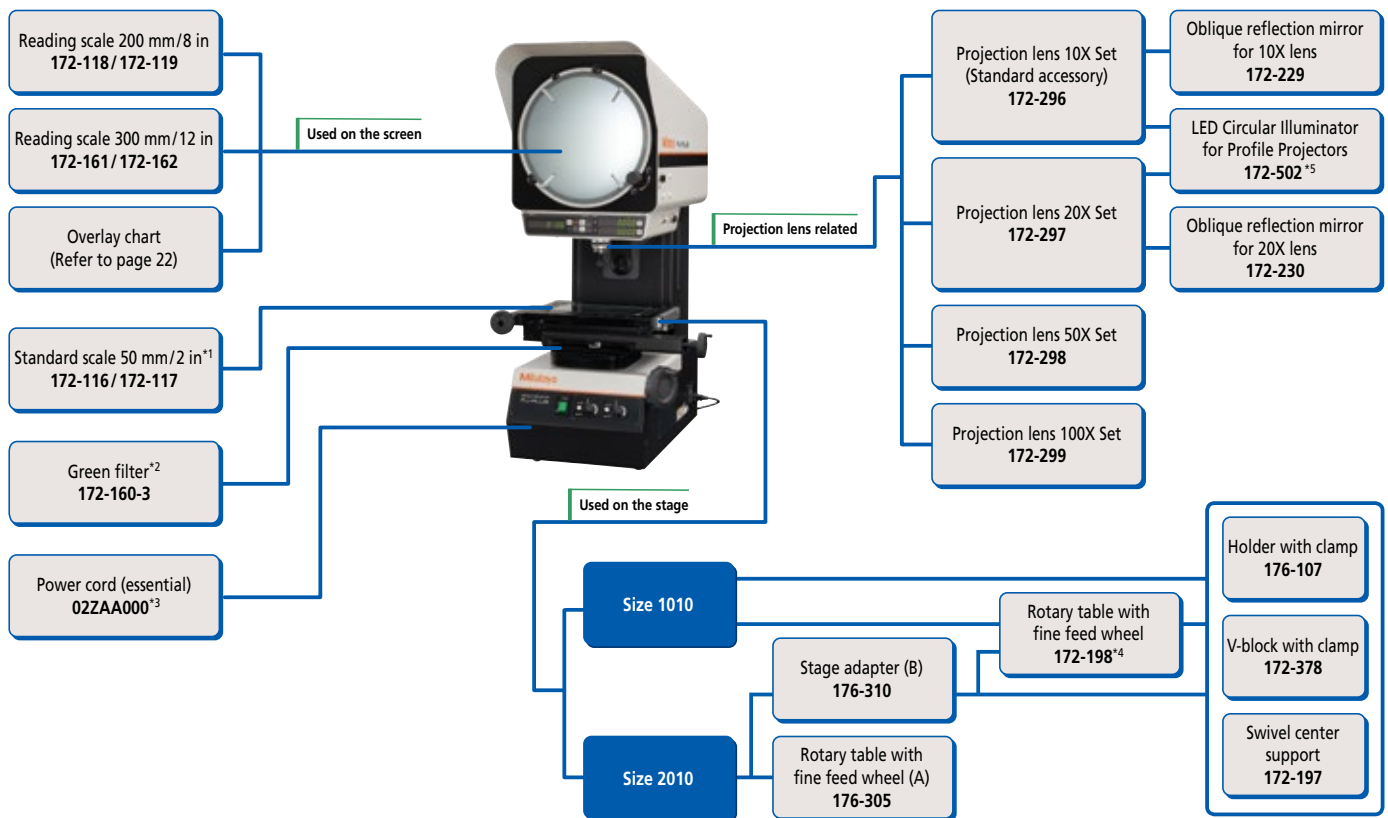 Reading scale 200 mm/8 in
172-118/172-119
Reading scale 300 mm/12 in
161-161/172-162
Overlay chart
(Refer to page 22)
Standard scale 50 mm/2 in*1
172-116/172-117
Green filter*2
172-160-3
Power cord (essential)
02ZAA000*3
Used on the screen
Projection lens related
Mitutoyo
Used on the stage
Projection lens 10X Set
(Standard accessory)
172-296
Projection lens 20X Set
172-297
Projection lens 50X Set
172-298
Projection lens 100X Set
172-299
Oblique reflection mirror
for 10X lens
172-229
LED Circular Illuminator
for Profile Projectors
172-502*5
Oblique reflection mirror
for 20X lens
172-230
Size 1010
Size 2010
Stage adapter (B)
176-310
Rotary table with
fine feed wheel (A)
176-305
Rotary table with
fine feed wheel
172-198*4
Holder with clamp
176-107
V-block with clamp
172-378
Swivel center
support
172-197